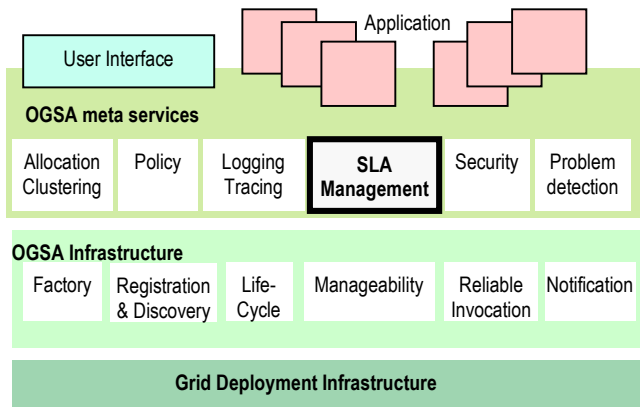 Application
User Interface
OGSA meta services
Allocation
Clustering
Policy
Logging
Tracing
SLA
Management
Security
Problem
detection
OGSA Infrastructure
Factory
Registration
& Discovery
Life-
Cycle
Manageability
Reliable
Invocation
Notification
Grid Deployment Infrastructure